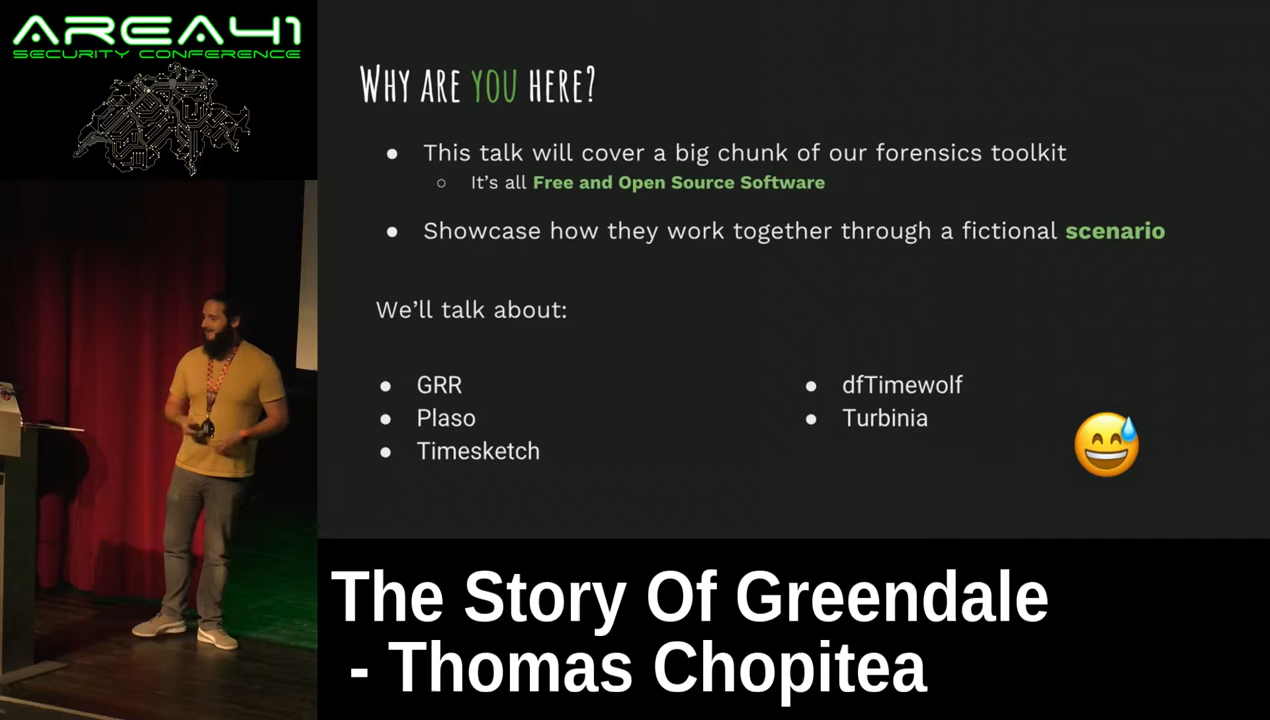 AREA41
SECURITY CONFERENCE
WHY ARE YOU HERE?
● This talk will cover a big chunk of our forensics toolkit
○ It's all Free and Open Source Software
● Showcase how they work together through a fictional scenario
We'll talk about:
● GRR
● Plaso
● Timesketch
● dfTimewolf
● Turbinia
The Story Of Greendale
- Thomas Chopitea